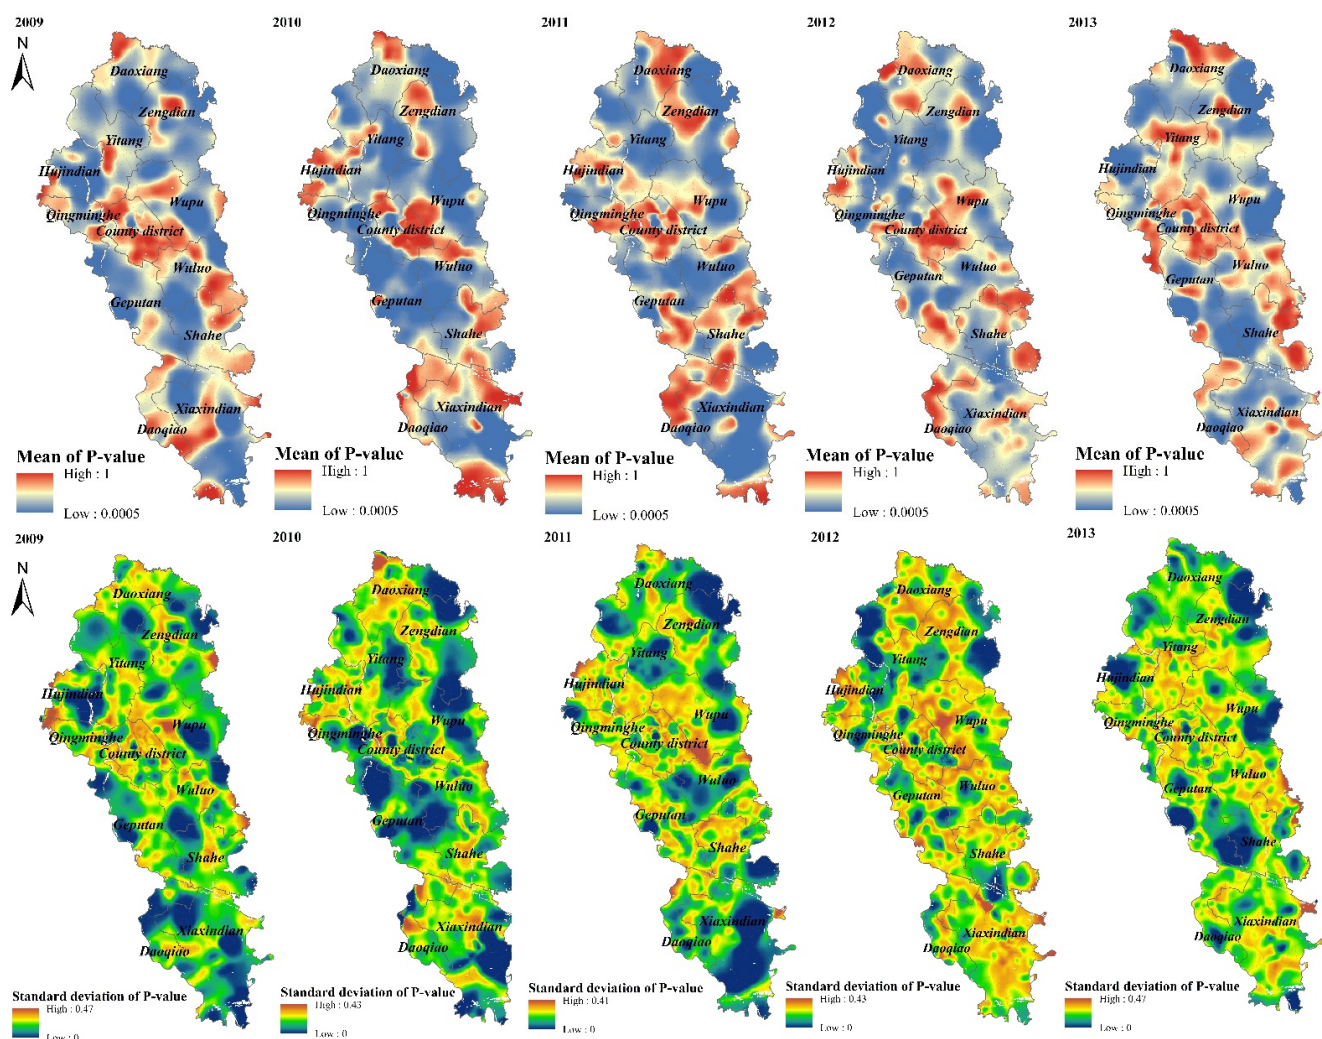 2009
N
Daoxiang
Zengdian
Yitang
Hujindian
Wupu
Qingminghe
County district
Wuluo
Geputan
Shahe
Xiaxindian
Daoqiao
Mean of P-value
High : 1
Low : 0.0005
2010
Daoxiang
Zengdian
Yitang
Hujindian
Wupu
Qingminghe
County district
Wuluo
Geputan
Shahe
Xiaxindian
Daoqiao
Mean of P-value
High : 1
Low : 0.0005
2011
Daoxiang
Zengdian
Yitang
Hujindian
Wupu
Qingminghe
County district
Wuluo
Geputan
Shahe
Xiaxindian
Daoqiao
Mean of P-value
High : 1
Low : 0.0005
2012
Daoxiang
Zengdian
Yitang
Hujindian
Wupu
Qingminghe
County district
Wuluo
Geputan
Shahe
Xiaxindian
Daoqiao
Mean of P-value
High : 1
Low : 0.0005
2013
Daoxiang
Zengdian
Yitang
Hujindian
Wupu
Qingminghe
County district
Wuluo
Geputan
Shahe
Xiaxindian
Daoqiao
Mean of P-value
High : 1
Low : 0.0005
2009
N
Daoxiang
Zengdian
Yitang
Hujindian
Wupu
Qingminghe
County district
Wuluo
Geputan
Shahe
Xiaxindian
Daoqiao
Standard deviation of P-value
High : 0.47
Low : 0
2010
Daoxiang
Zengdian
Yitang
Hujindian
Wupu
Qingminghe
County district
Wuluo
Geputan
Shahe
Xiaxindian
Daoqiao
Standard deviation of P-value
High : 0.43
Low : 0
2011
Daoxiang
Zengdian
Yitang
Hujindian
Wupu
Qingminghe
County district
Wuluo
Geputan
Shahe
Xiaxindian
Daoqiao
Standard deviation of P-value
High : 0.41
Low : 0
2012
Daoxiang
Zengdian
Yitang
Hujindian
Wupu
Qingminghe
County district
Wuluo
Geputan
Shahe
Xiaxindian
Daoqiao
Standard deviation of P-value
High : 0.43
Low : 0
2013
Daoxiang
Zengdian
Yitang
Hujindian
Wupu
Qingminghe
County district
Wuluo
Geputan
Shahe
Xiaxindian
Daoqiao
Standard deviation of P-value
High : 0.47
Low : 0